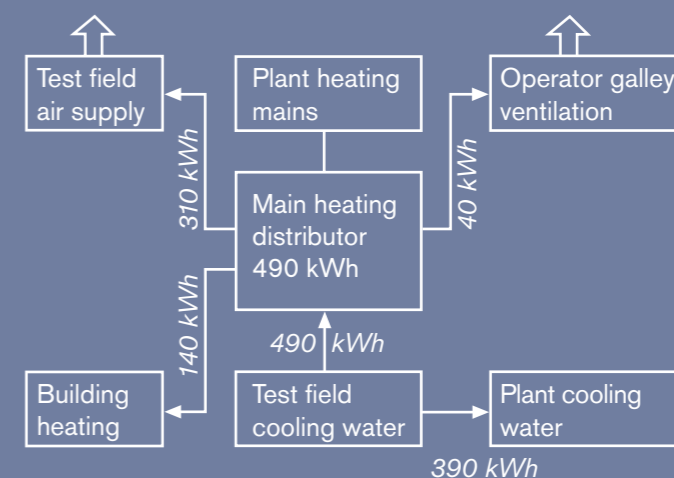 Test field
air supply
Plant heating
mains
Operator galley
ventilation
310 kWh
40 kWh
Main heating
distributor
490 kWh
140 kWh
490 kWh
Building
heating
Test field
cooling water
Plant cooling
water
390 kWh